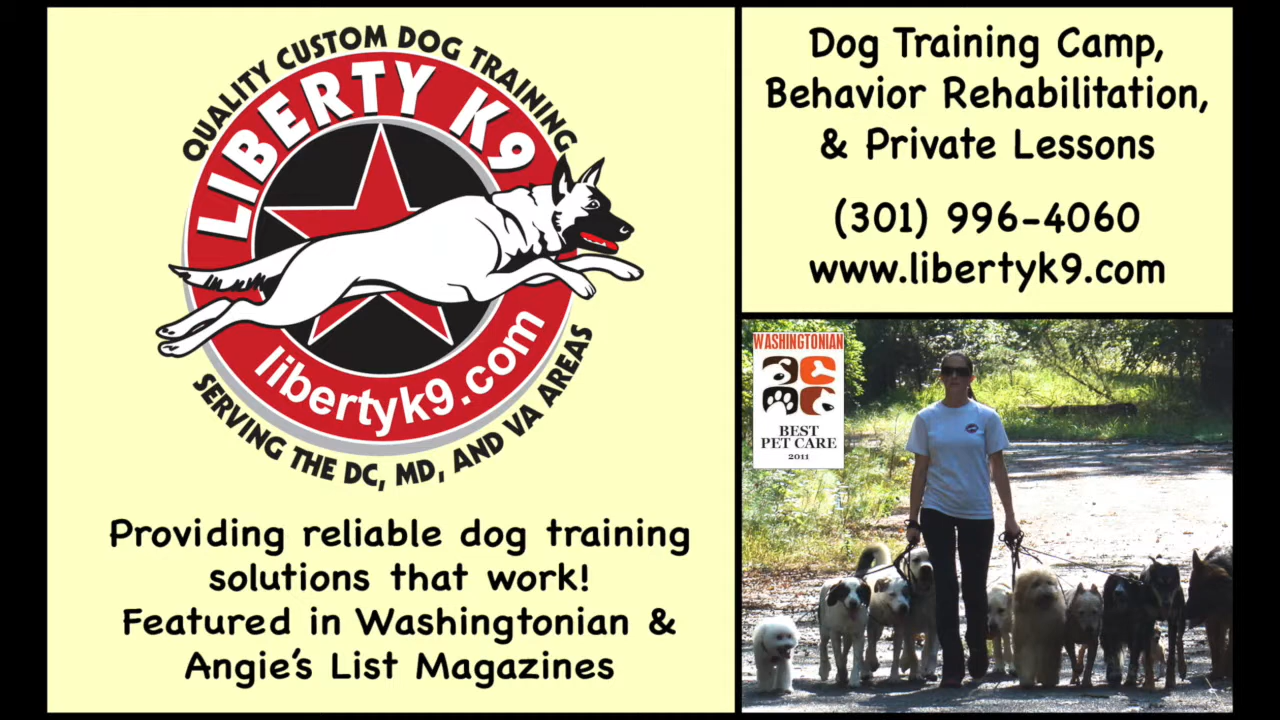 QUALITY CUSTOM DOG TRAINING
LIBERTY K9
libertyk9.com
SERVING THE DC, MD, AND VA AREAS
Providing reliable dog training
solutions that work!
Featured in Washingtonian &
Angie's List Magazines
Dog Training Camp,
Behavior Rehabilitation,
& Private Lessons
(301) 996-4060
www.libertyk9.com
WASHINGTONIAN
BEST
PET CARE
2011